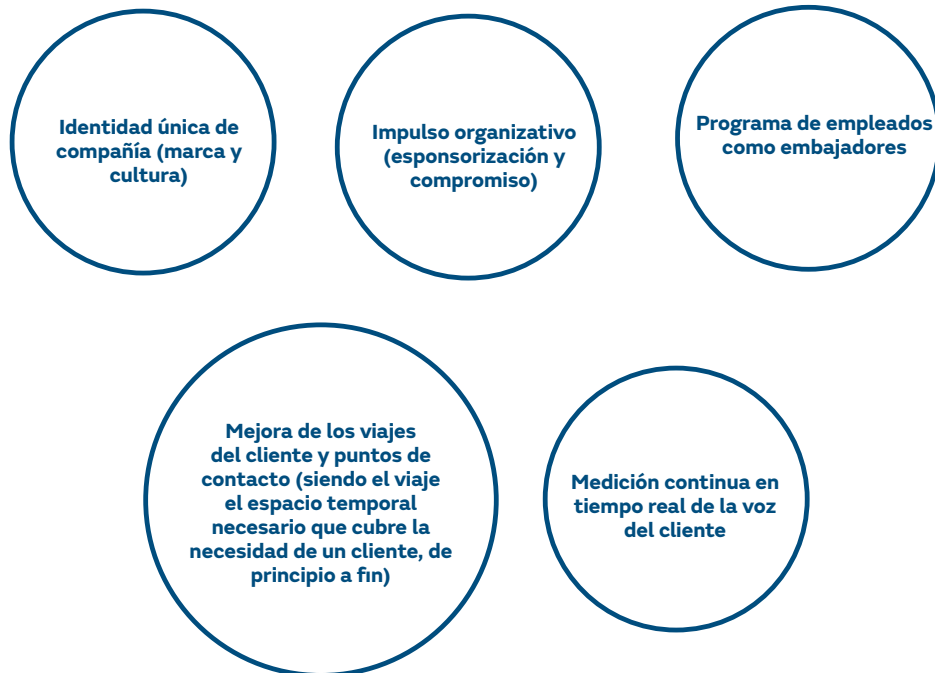 Identidad única de
compañía (marca y
cultura)
Impulso organizativo
(esponsorización y
compromiso)
Programa de empleados
como embajadores
Mejora de los viajes
del cliente y puntos de
contacto (siendo el viaje
el espacio temporal
necesario que cubre la
necesidad de un cliente, de
principio a fin)
Medición continua en
tiempo real de la voz
del cliente